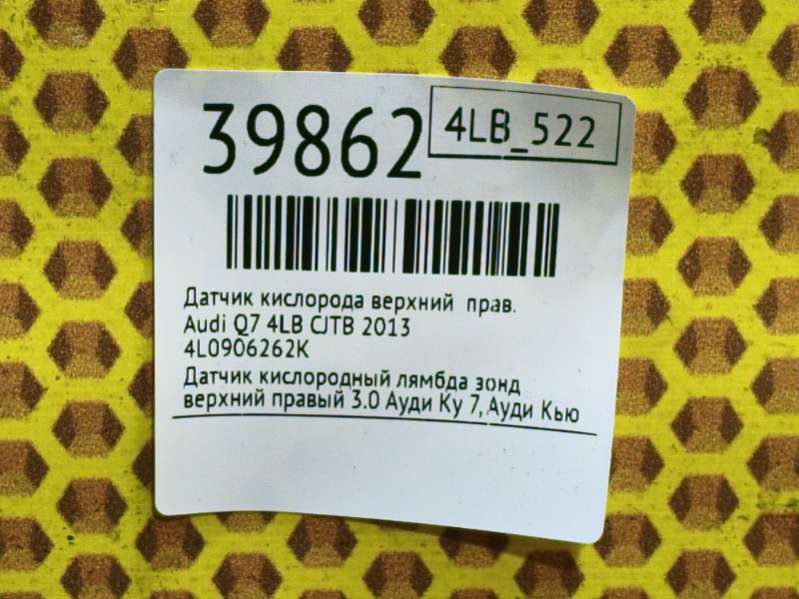 39862
4LB_522
Датчик кислорода верхний прав.
Audi Q7 4LB CJTB 2013
4L0906262K
Датчик кислородный лямбда зонд
верхний правый 3.0 Ауди Ку 7, Ауди Кью